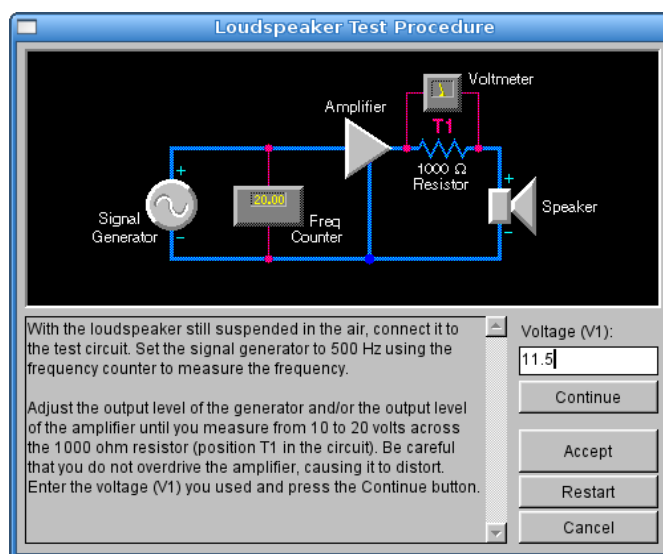 Loudspeaker Test Procedure
Voltmeter
Amplifier
T1
1000 Ω
Resistor
+
20.00
+
Signal
Generator
Freq
Counter
Speaker
−
−
With the loudspeaker still suspended in the air, connect it to
the test circuit. Set the signal generator to 500 Hz using the
frequency counter to measure the frequency.
Adjust the output level of the generator and/or the output level
of the amplifier until you measure from 10 to 20 volts across
the 1000 ohm resistor (position T1 in the circuit). Be careful
that you do not overdrive the amplifier, causing it to distort.
Enter the voltage (V1) you used and press the Continue button.
Voltage (V1):
11.5
Continue
Accept
Restart
Cancel